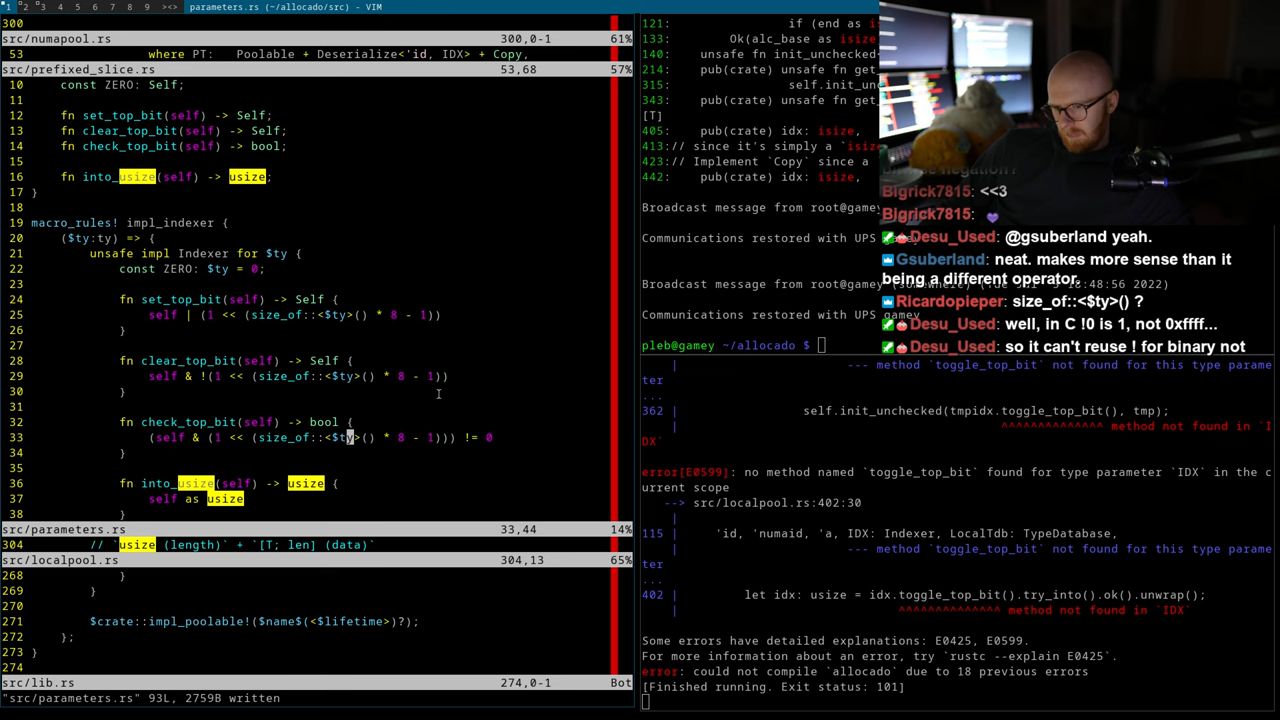 1 2 3 4 5 6 7 8 9 ><> parameters.rs (~/allocado/src) - VIM
300
src/numapool.rs 300,0-1 61%
53 where PT: Poolable + Deserialize<'id, IDX> + Copy,
src/prefixed_slice.rs 53,68 57%
10 const ZERO: Self;
11
12 fn set_top_bit(self) -> Self;
13 fn clear_top_bit(self) -> Self;
14 fn check_top_bit(self) -> bool;
15
16 fn into_usize(self) -> usize;
17 }
18
19 macro_rules! impl_indexer {
20 ($ty:ty) => {
21 unsafe impl Indexer for $ty {
22 const ZERO: $ty = 0;
23
24 fn set_top_bit(self) -> Self {
25 self | (1 << (size_of::<$ty>() * 8 - 1))
26 }
27
28 fn clear_top_bit(self) -> Self {
29 self & !(1 << (size_of::<$ty>() * 8 - 1))
30 }
31
32 fn check_top_bit(self) -> bool {
33 (self & (1 << (size_of::<$ty>() * 8 - 1))) != 0
34 }
35
36 fn into_usize(self) -> usize {
37 self as usize
38 }
src/parameters.rs 33,44 14%
304 // `usize (length)` + `[T; len] (data)`
src/localpool.rs 304,13 65%
268 }
269 }
270
271 $crate::impl_poolable!($name$(<$lifetime>)?);
272 };
273 }
274
src/lib.rs 274,0-1 Bot
"src/parameters.rs" 93L, 2759B written
121: if (end as i
133: Ok(alc_base as isize
140: unsafe fn init_unchecked
214: pub(crate) unsafe fn get_
315: self.init_unc
343: pub(crate) unsafe fn get_
[T]
405: pub(crate) idx: isize,
413:// since it's simply a `isize
423:// Implement `Copy` since a
442: pub(crate) idx: isize,
Broadcast message from root@gamey
Communications restored with UPS gamey
Broadcast message from root@gamey (somewhere) (Tue 8:48:56 2022)
Communications restored with UPS gamey
pleb@gamey ~/allocado $
bitwise negation?
Bigrick7815: <<3
Bigrick7815:
Desu_Used: @gsuberland yeah.
Gsuberland: neat. makes more sense than it
being a different operator.
Ricardopieper: size_of::<$ty>() ?
Desu_Used: well, in C !0 is 1, not 0xffff...
Desu_Used: so it can't reuse ! for binary not
| --- method `toggle_top_bit` not found for this type parame
ter
...
362 | self.init_unchecked(tmpidx.toggle_top_bit(), tmp);
| ^^^^^^^^^^^^^^ method not found in `I
DX`
error[E0599]: no method named `toggle_top_bit` found for type parameter `IDX` in the c
urrent scope
--> src/localpool.rs:402:30
|
115 | 'id, 'numaid, 'a, IDX: Indexer, LocalTdb: TypeDatabase,
| --- method `toggle_top_bit` not found for this type parame
ter
...
402 | let idx: usize = idx.toggle_top_bit().try_into().ok().unwrap();
| ^^^^^^^^^^^^^^ method not found in `IDX`
Some errors have detailed explanations: E0425, E0599.
For more information about an error, try `rustc --explain E0425`.
error: could not compile `allocado` due to 18 previous errors
[Finished running. Exit status: 101]